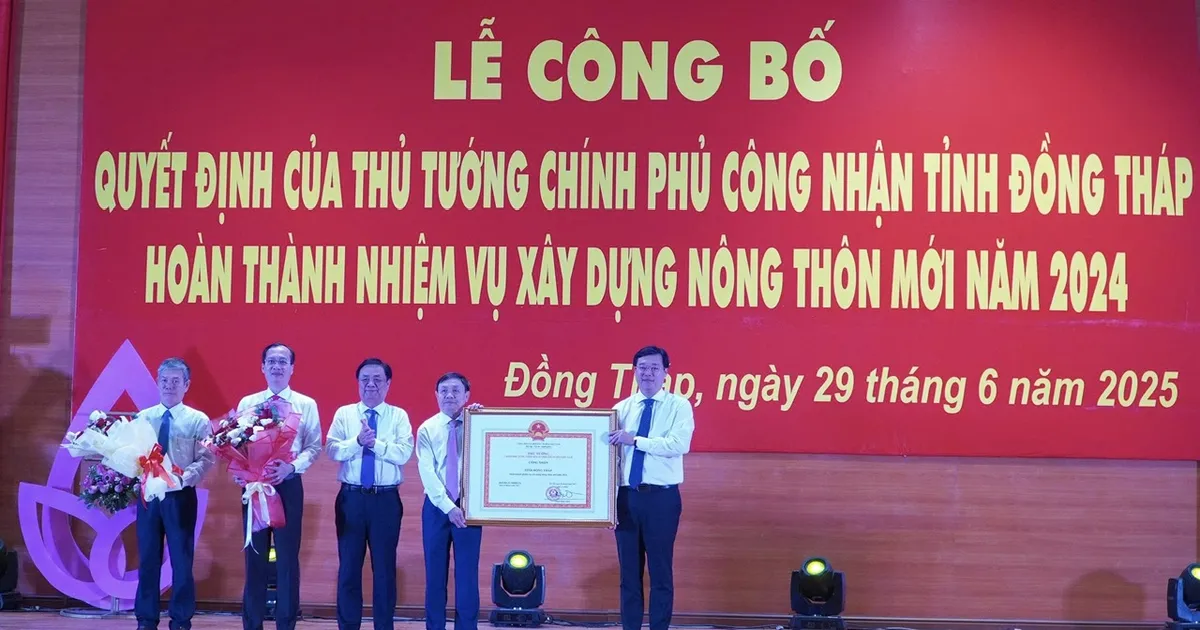 LỄ CÔNG BỐ
QUYẾT ĐỊNH CỦA THỦ TƯỚNG CHÍNH PHỦ CÔNG NHẬN TỈNH ĐỒNG THÁP
HOÀN THÀNH NHIỆM VỤ XÂY DỰNG NÔNG THÔN MỚI NĂM 2024
Đồng Tháp, ngày 29 tháng 6 năm 2025